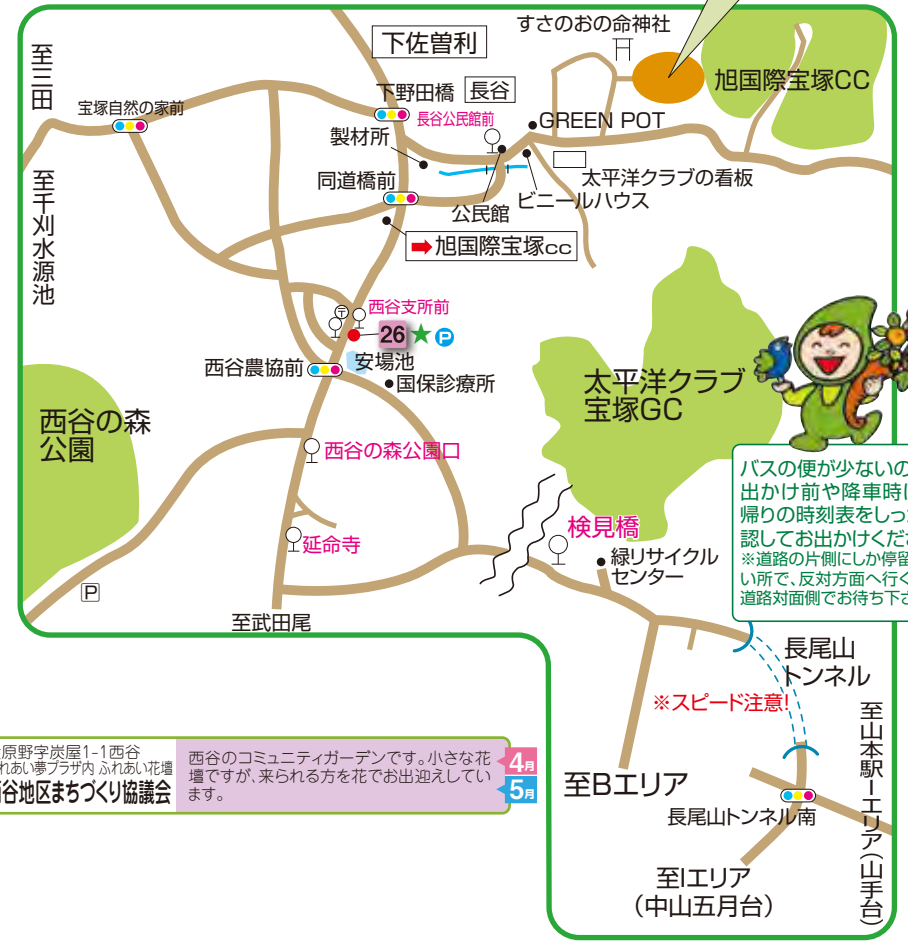 すさのおの命神社
下佐曽利
旭国際宝塚CC
至三田
宝塚自然の家前
下野田橋
長谷
長谷公民館前
GREEN POT
製材所
太平洋クラブの看板
同道橋前
ビニールハウス
公民館
至千刈水源池
➡旭国際宝塚cc
西谷支所前
〒
26 ★ P
安場池
西谷農協前
国保診療所
太平洋クラブ
宝塚GC
西谷の森
公園
西谷の森公園口
バスの便が少ないの
出かけ前や降車時に
帰りの時刻表をしっ
認してお出かけくだ
※道路の片側にしか停留
い所で、反対方面へ行く
道路対面側でお待ち下さ
検見橋
延命寺
緑リサイクル
センター
P
至武田尾
長尾山
トンネル
※スピード注意!
至山本駅Iエリア(山手台)
至Bエリア
長尾山トンネル南
至Iエリア
(中山五月台)
原野字炭屋1-1西谷
れあい夢プラザ内 ふれあい花壇
谷地区まちづくり協議会
西谷のコミュニティガーデンです。小さな花
壇ですが、来られる方を花でお出迎えしてい
ます。
4月
5月